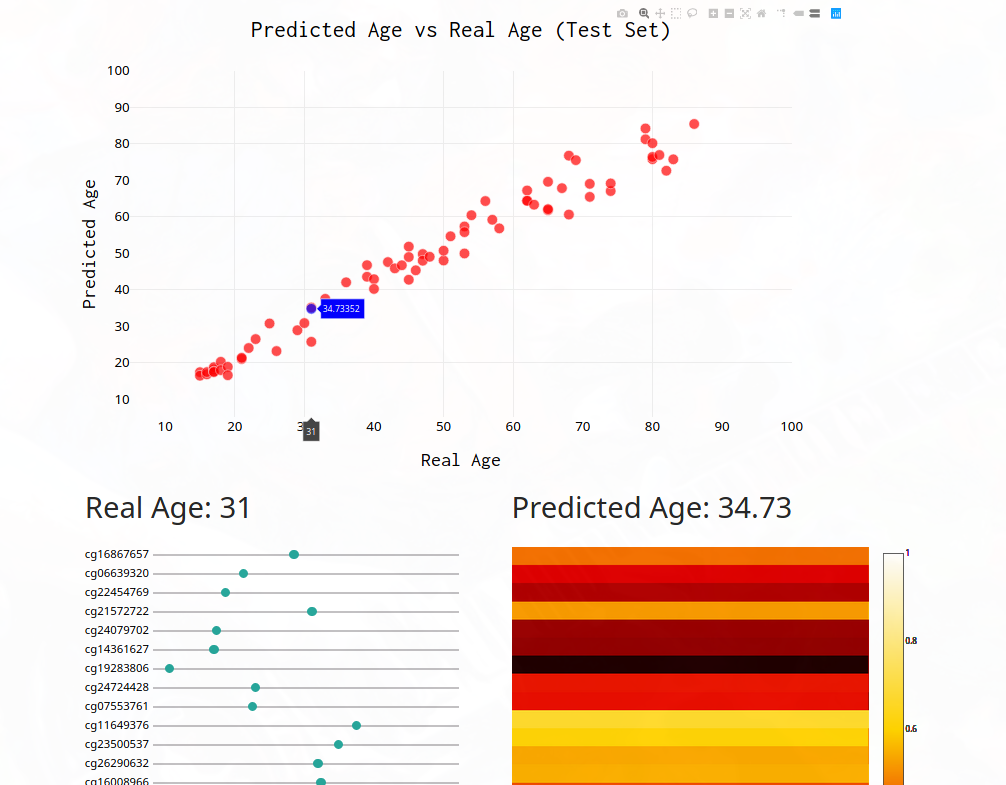 Predicted Age vs Real Age (Test Set)
100
90
80
70
60
50
40
30
20
10
Predicted Age
34.73352
10 20 30 40 50 60 70 80 90 100
31
Real Age
Real Age: 31
Predicted Age: 34.73
cg16867657
cg06639320
cg22454769
cg21572722
cg24079702
cg14361627
cg19283806
cg24724428
cg07553761
cg11649376
cg23500537
cg26290632
cg16008966
1
0.8
0.6